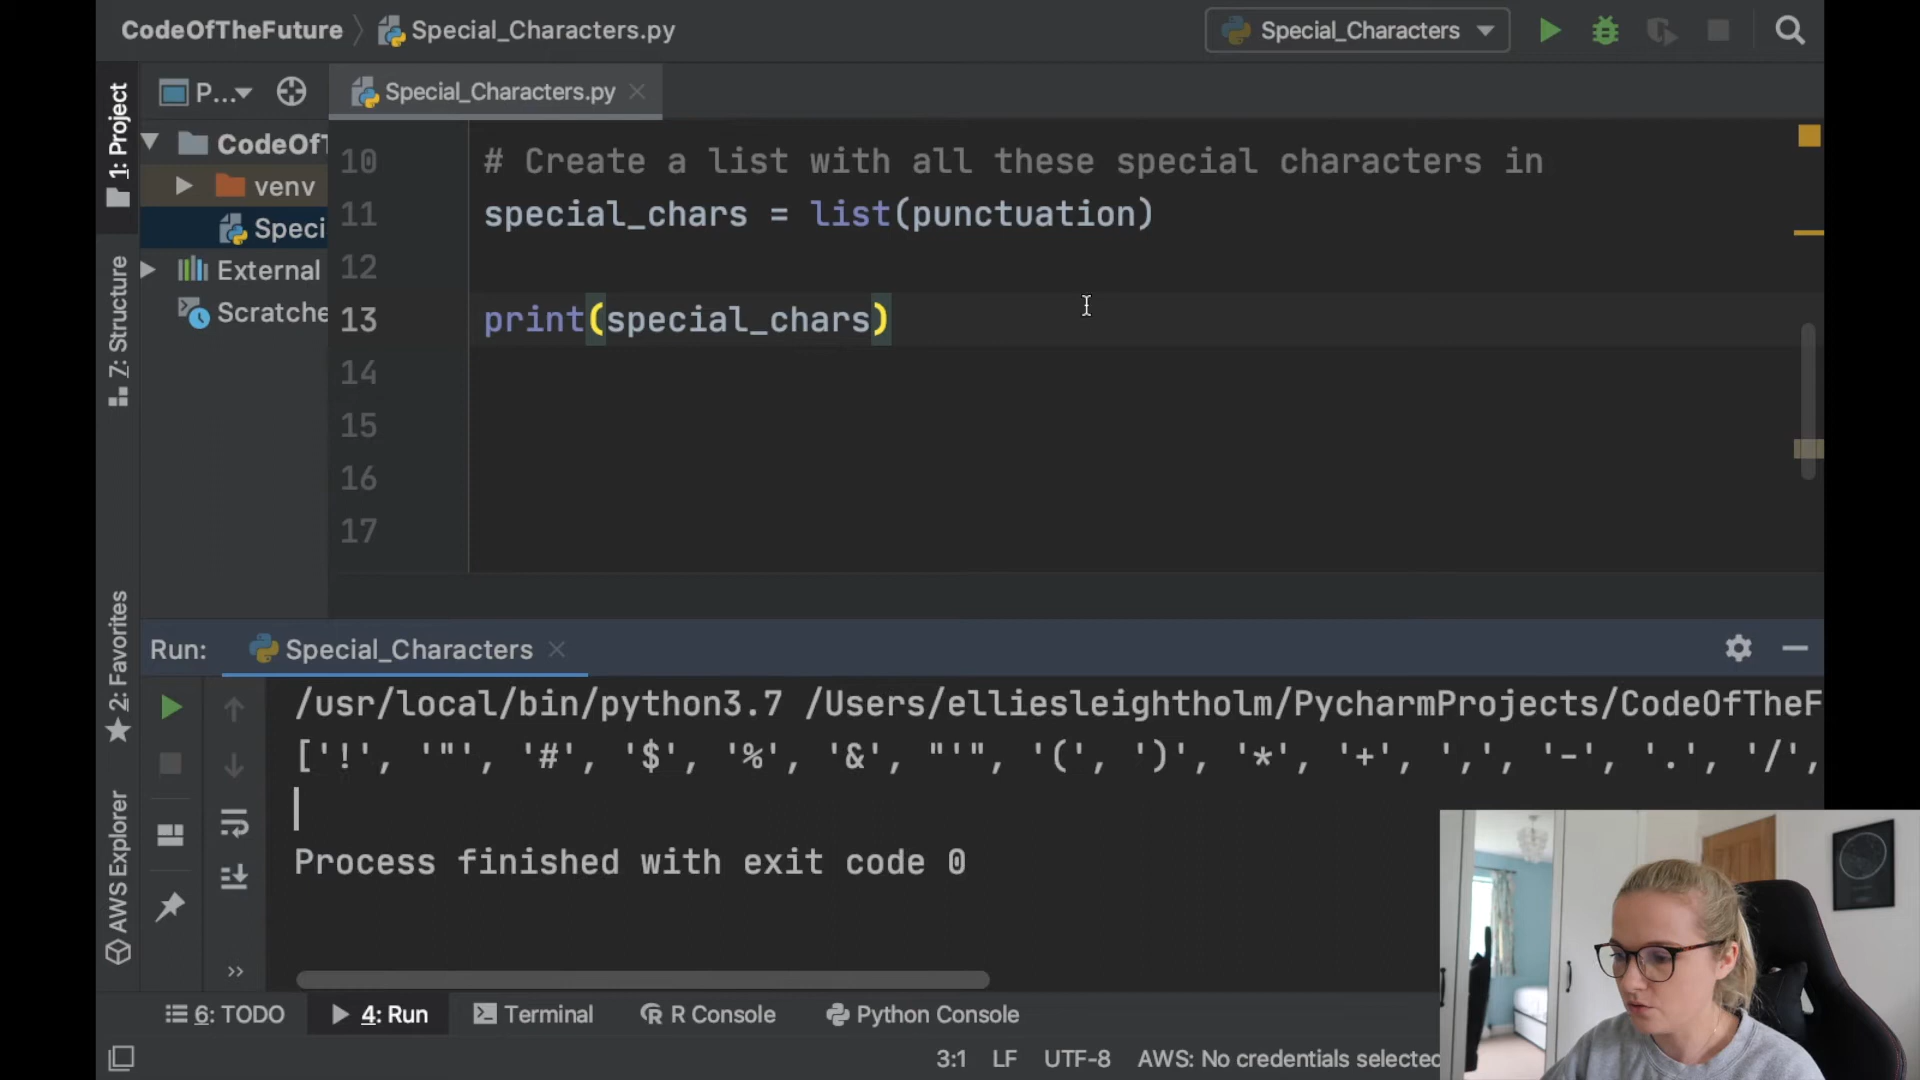 CodeOfTheFuture
Special_Characters.py
Special_Characters
1: Project
P...
Special_Characters.py
CodeOfT
venv
Speci
External
Scratche
7: Structure
2: Favorites
AWS Explorer
10 # Create a list with all these special characters in
11 special_chars = list(punctuation)
12
13 print(special_chars)
14
15
16
17
Run: Special_Characters
/usr/local/bin/python3.7 /Users/elliesleightholm/PycharmProjects/CodeOfTheF
['!', '"', '#', '$', '%', '&', "'", '(', ')', '*', '+', ',', '-', '.', '/',
Process finished with exit code 0
6: TODO 4: Run Terminal R Console Python Console
3:1 LF UTF-8 AWS: No credentials selected